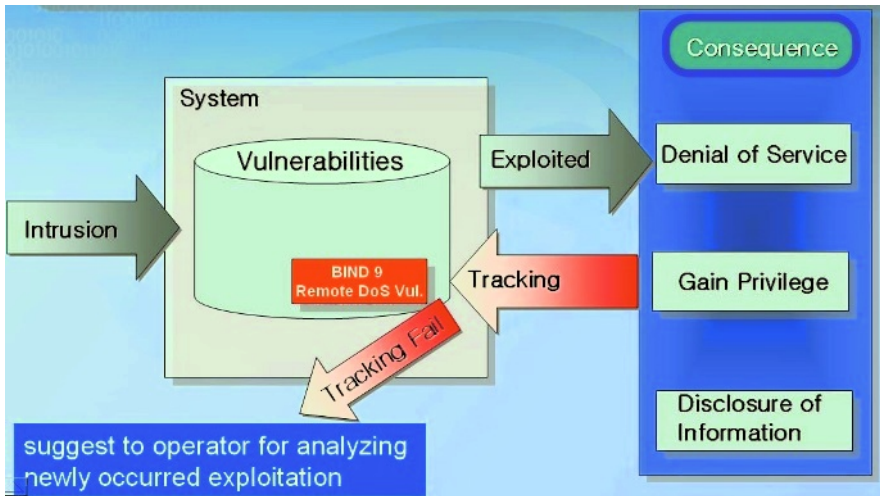 Consequence
System
Vulnerabilities
Exploited
Denial of Service
Intrusion
BIND 9
Remote DoS Vul.
Tracking
Gain Privilege
Tracking Fail
Disclosure of
Information
suggest to operator for analyzing
newly occurred exploitation